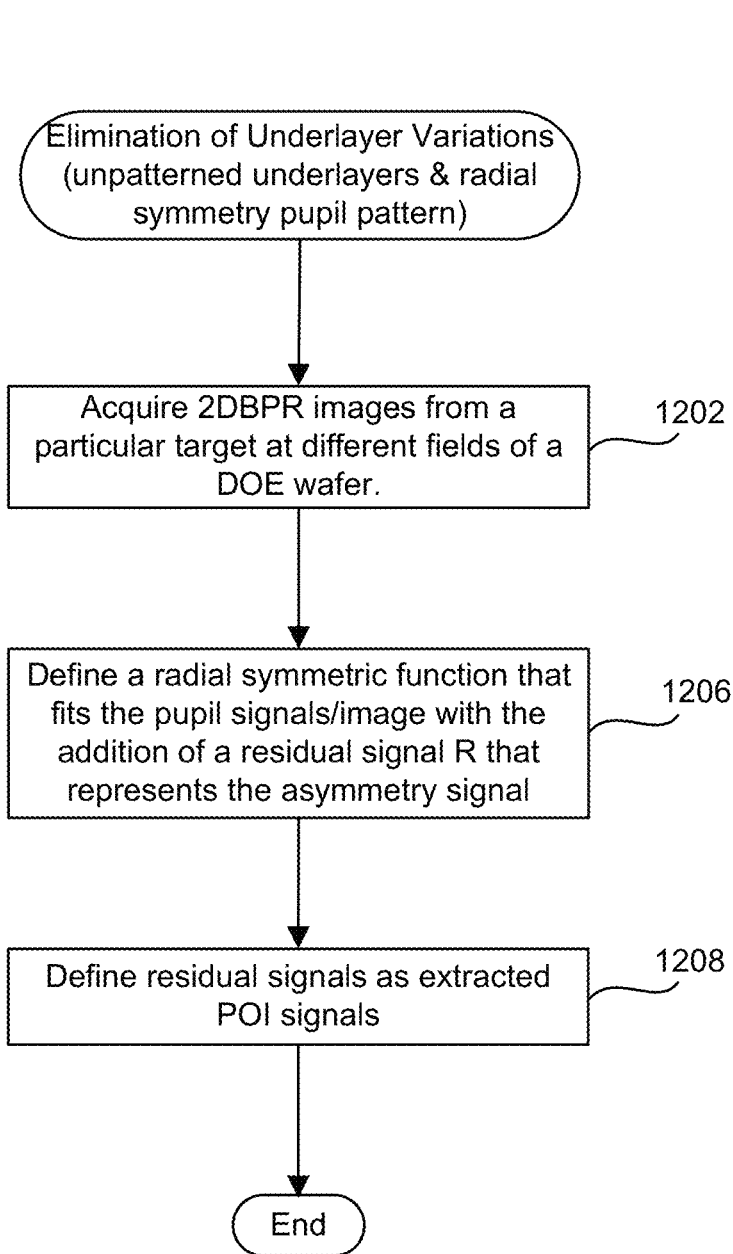 Elimination of Underlayer Variations
(unpatterned underlayers & radial
symmetry pupil pattern)
Acquire 2DBPR images from a
particular target at different fields of a
DOE wafer.
1202
Define a radial symmetric function that
fits the pupil signals/image with the
addition of a residual signal R that
represents the asymmetry signal
1206
Define residual signals as extracted
POI signals
1208
End